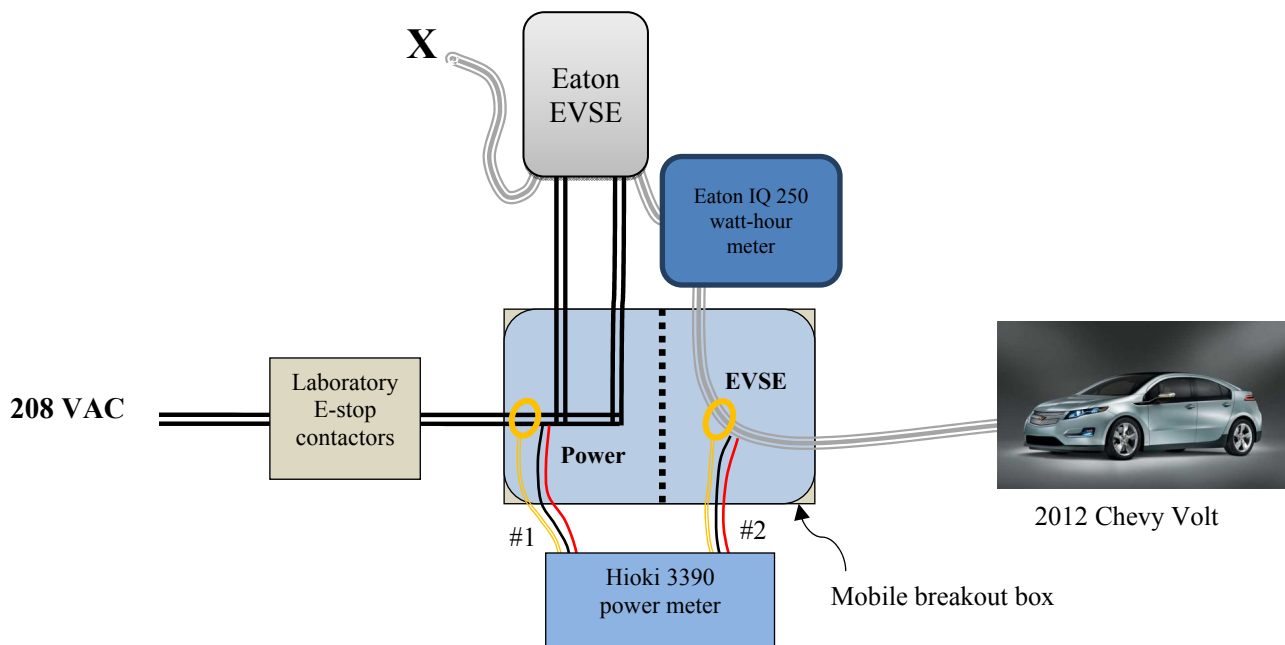 X
Eaton
EVSE
Eaton IQ 250
watt-hour
meter
208 VAC
Laboratory
E-stop
contactors
Power
EVSE
#1
#2
Hioki 3390
power meter
2012 Chevy Volt
Mobile breakout box